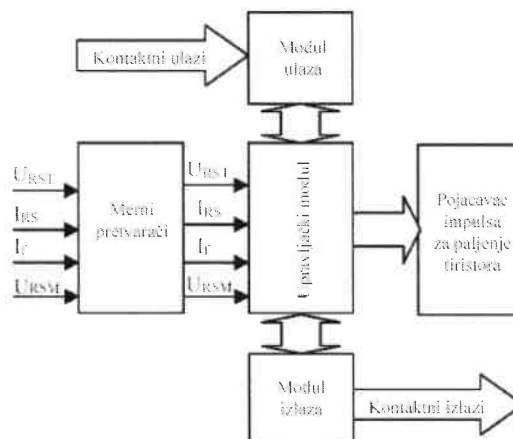 Kontaktni ulazi
Modul
ulaza
URST
IRS
If
URSM
Merni
pretvarači
URST
IRS
If
URSM
Upravljački modul
Pojacavac
impulsa
za paljenje
tiristora
Modul
izlaza
Kontaktni izlazi